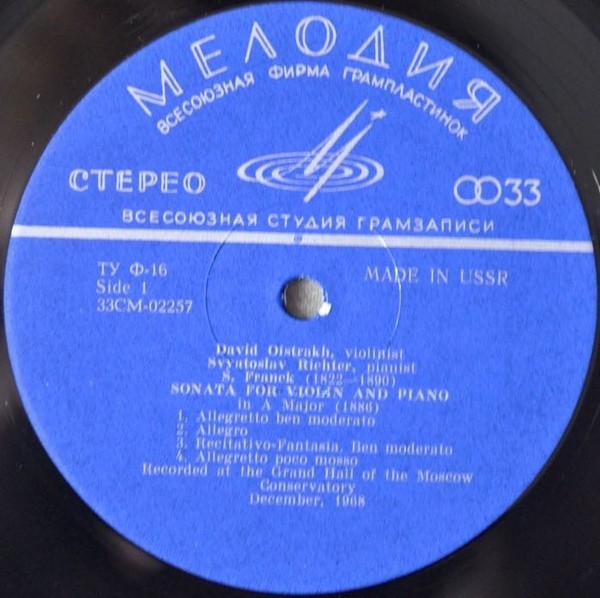 МЕЛОДИЯ
ВСЕСОЮЗНАЯ ФИРМА ГРАМПЛАСТИНОК
СТЕРЕО
33
ВСЕСОЮЗНАЯ СТУДИЯ ГРАМЗАПИСИ
ТУ Ф-16
MADE IN USSR
Side 1
33СМ-02257
David Oistrakh, violinist
Svyatoslav Richter, pianist
S. Franck (1822—1890)
SONATA FOR VIOLIN AND PIANO
in A Major (1886)
1. Allegretto ben moderato
2. Allegro
3. Recitativo-Fantasia. Ben moderato
4. Allegretto poco mosso
Recorded at the Grand Hall of the Moscow
Conservatory
December, 1968